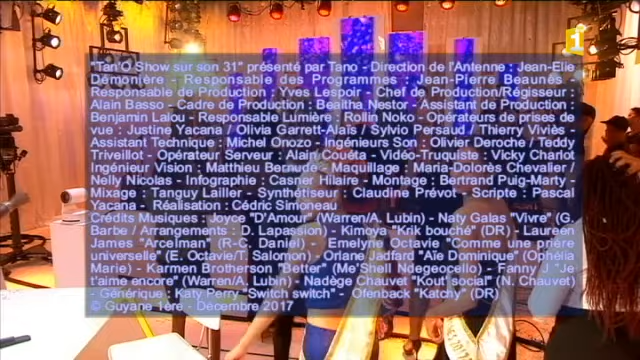 1
"Tan'O Show sur son 31" présenté par Tano - Direction de l'Antenne : Jean-Elie
Démonière - Responsable des Programmes : Jean-Pierre Beaunes -
Responsable de Production : Yves Lespoir - Chef de Production/Régisseur :
Alain Basso - Cadre de Production : Beaitha Nestor - Assistant de Production :
Benjamin Lalou - Responsable Lumière : Rollin Noko - Opérateurs de prises de
vue : Justine Yacana / Olivia Garrett-Alaïs / Sylvio Persaud / Thierry Viviès -
Assistant Technique : Michel Onozo - Ingénieurs Son : Olivier Deroche / Teddy
Triveillot - Opérateur Serveur : Alain Couëta - Vidéo-Truquiste : Vicky Charlot
Ingénieur Vision : Matthieu Bernude - Maquillage : Maria-Dolorès Chevalier /
Nelly Nicolas - Infographie : Casner Hilaire - Montage : Bertrand Puig-Marty -
Mixage : Tanguy Lailler - Synthétiseur : Claudine Prévot - Scripte : Pascal
Yacana - Réalisation : Cédric Simoneau
Crédits Musiques : Joyce "D'Amour" (Warren/A. Lubin) - Naty Galas "Vivre" (G.
Barbe / Arrangements : D. Lapassion) - Kimoya "Krik bouché" (DR) - Laureen
James "Arcelman" (R-C. Daniel) - Emelyne Octavie "Comme une prière
universelle" (E. Octavie/T. Salomon) - Orlane Jadfard "Aïe Dominique" (Ophélia
Marie) - Karmen Brotherson "Better" (Me'Shell Ndegeocello) - Fanny J "Je
t'aime encore" (Warren/A. Lubin) - Nadège Chauvet "Kout' social" (N. Chauvet)
- Générique : Katy Perry "Switch switch" - Ofenback "Katchy" (DR)
© Guyane 1ère - Décembre 2017